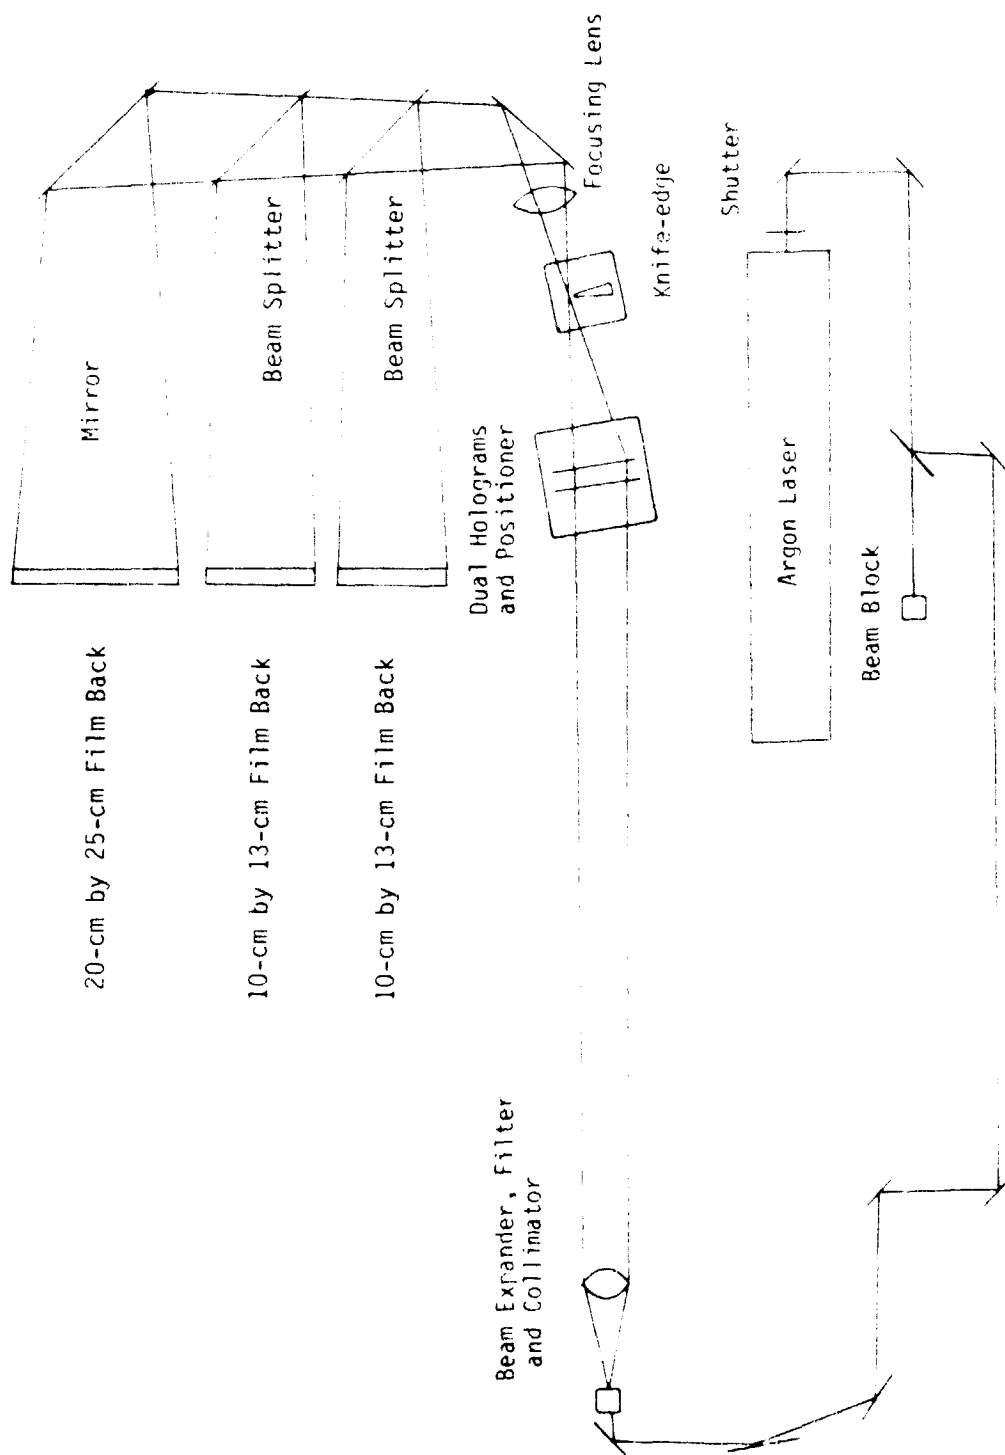 20-cm by 25-cm Film Back
Mirror
10-cm by 13-cm Film Back
Beam Splitter
10-cm by 13-cm Film Back
Beam Splitter
Dual Holograms
and Positioner
Focusing Lens
Knife-edge
Beam Expander, Filter
and Collimator
Shutter
Argon Laser
Beam Block